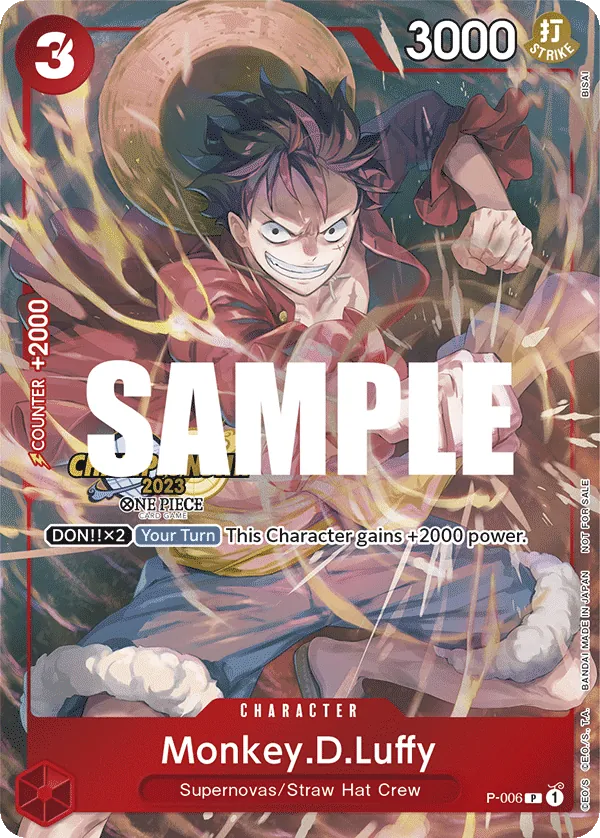 3
3000
打
STRIKE
BISAI
COUNTER +2000
SAMPLE
2023
ONE PIECE
CARD GAME
DON!!×2 Your Turn This Character gains +2000 power.
CHARACTER
Monkey.D.Luffy
Supernovas/Straw Hat Crew
P-006 P 1
CEO/S ©E.O./S., T.A. BANDAI MADE IN JAPAN NOT FOR SALE